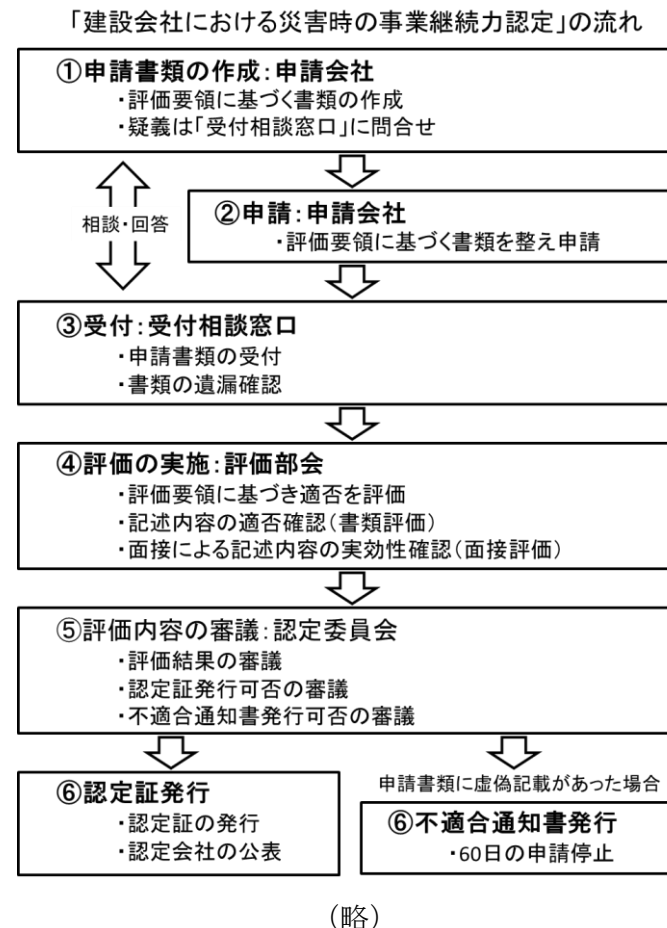 「建設会社における災害時の事業継続力認定」の流れ
①申請書類の作成：申請会社
・評価要領に基づく書類の作成
・疑義は「受付相談窓口」に問合せ
相談・回答
②申請：申請会社
・評価要領に基づく書類を整え申請
③受付：受付相談窓口
・申請書類の受付
・書類の遺漏確認
④評価の実施：評価部会
・評価要領に基づき適否を評価
・記述内容の適否確認（書類評価）
・面接による記述内容の実効性確認（面接評価）
⑤評価内容の審議：認定委員会
・評価結果の審議
・認定証発行可否の審議
・不適合通知書発行可否の審議
⑥認定証発行
・認定証の発行
・認定会社の公表
申請書類に虚偽記載があった場合
⑥不適合通知書発行
・60日の申請停止
（略）